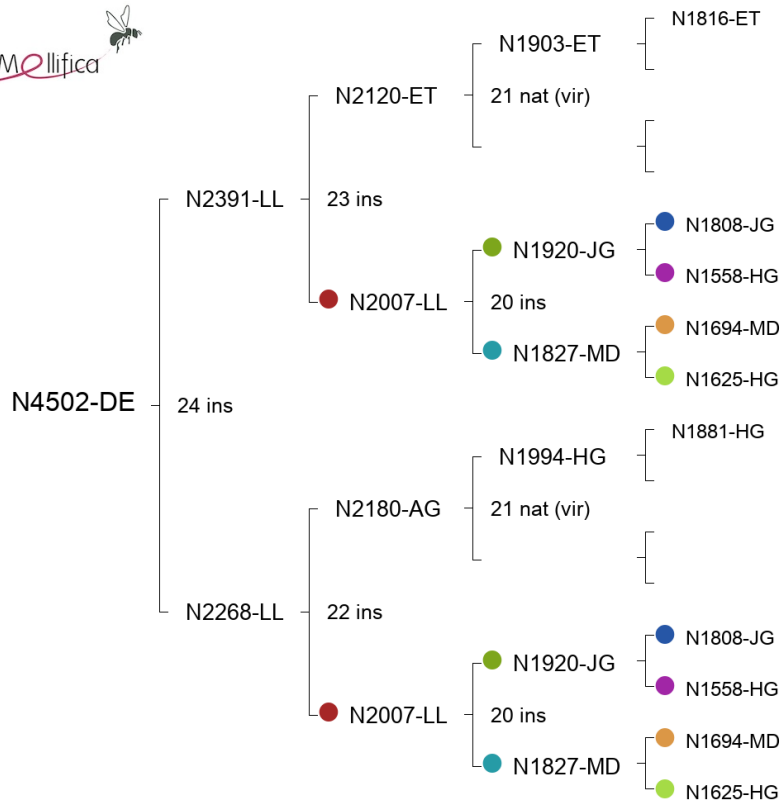 Mellifica
N1816-ET
N1903-ET
N2120-ET
21 nat (vir)
N2391-LL
23 ins
N1808-JG
N1920-JG
N1558-HG
N2007-LL
20 ins
N1694-MD
N1827-MD
N1625-HG
N4502-DE
24 ins
N1881-HG
N1994-HG
N2180-AG
21 nat (vir)
N2268-LL
22 ins
N1808-JG
N1920-JG
N1558-HG
N2007-LL
20 ins
N1694-MD
N1827-MD
N1625-HG